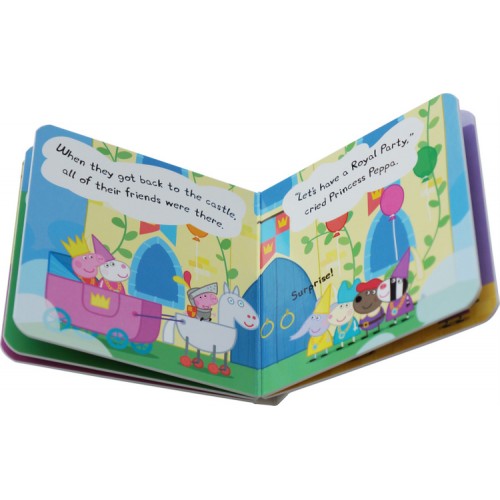 When they got back to the castle,
all of their friends were there.
"Let's have a Royal Party,"
cried Princess Peppa.
Surprise!